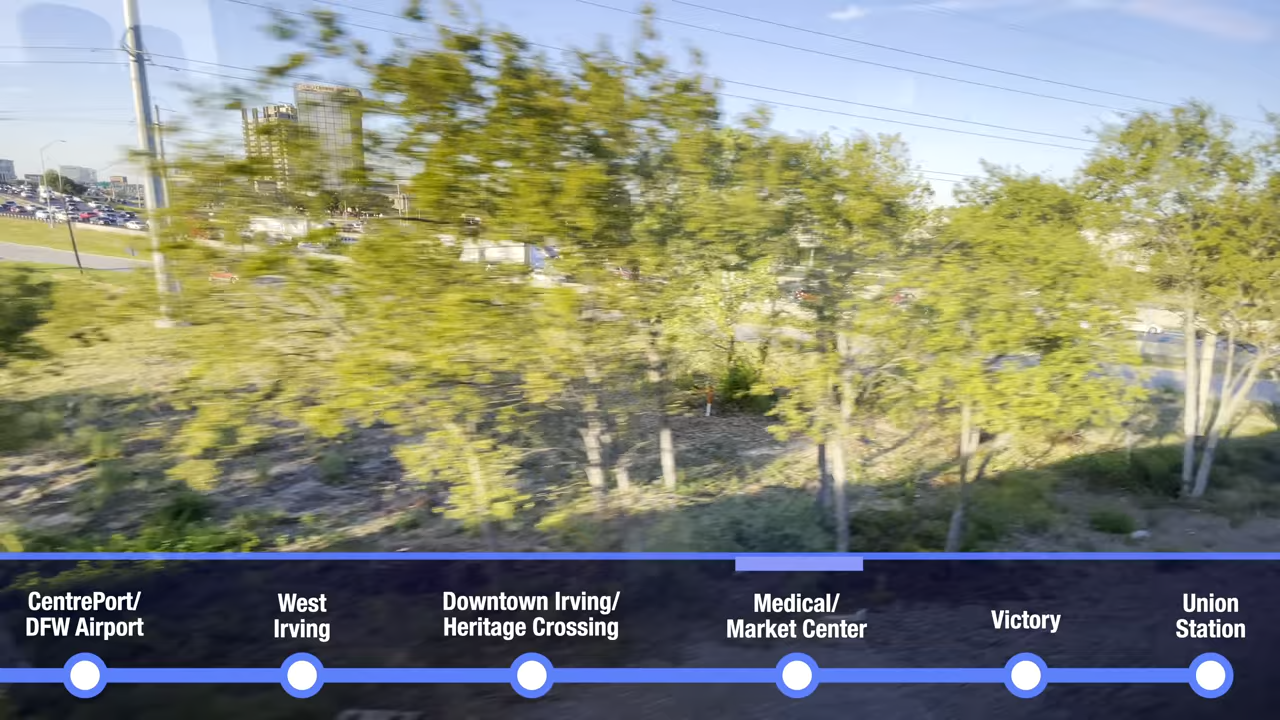 CentrePort/
DFW Airport
West
Irving
Downtown Irving/
Heritage Crossing
Medical/
Market Center
Victory
Union
Station